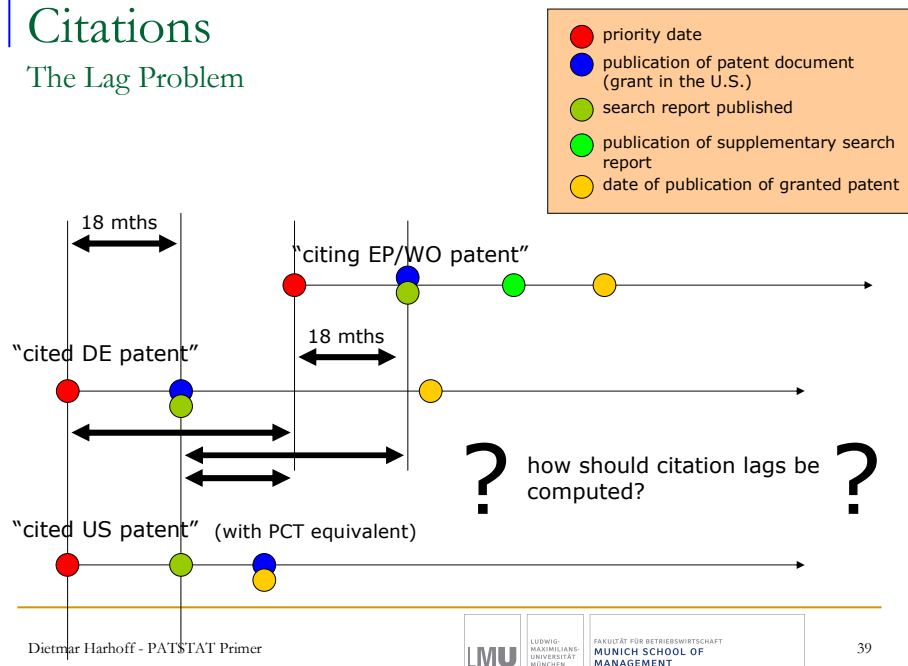 Citations
The Lag Problem
priority date
publication of patent document
(grant in the U.S.)
search report published
publication of supplementary search
report
date of publication of granted patent
18 mths
“citing EP/WO patent”
18 mths
“cited DE patent”
? how should citation lags be ?
computed?
“cited US patent” (with PCT equivalent)
Dietmar Harhoff - PATSTAT Primer
LMU
LUDWIG-
MAXIMILIANS-
UNIVERSITÄT
MÜNCHEN
FAKULTÄT FÜR BETRIEBSWIRTSCHAFT
MUNICH SCHOOL OF
MANAGEMENT
39